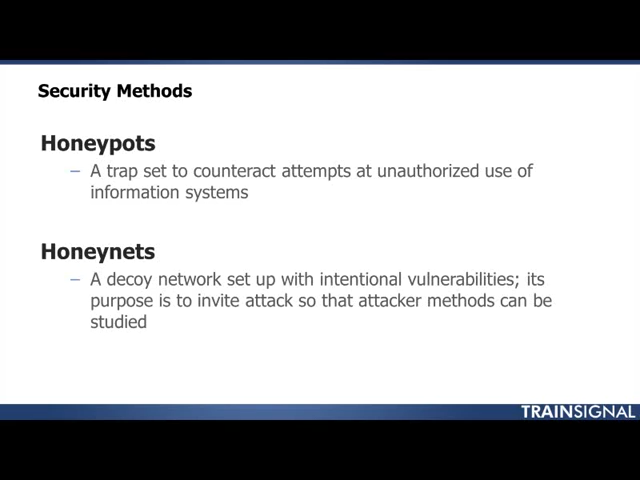 Security Methods
Honeypots
– A trap set to counteract attempts at unauthorized use of
information systems
Honeynets
– A decoy network set up with intentional vulnerabilities; its
purpose is to invite attack so that attacker methods can be
studied
TRAINSIGNAL